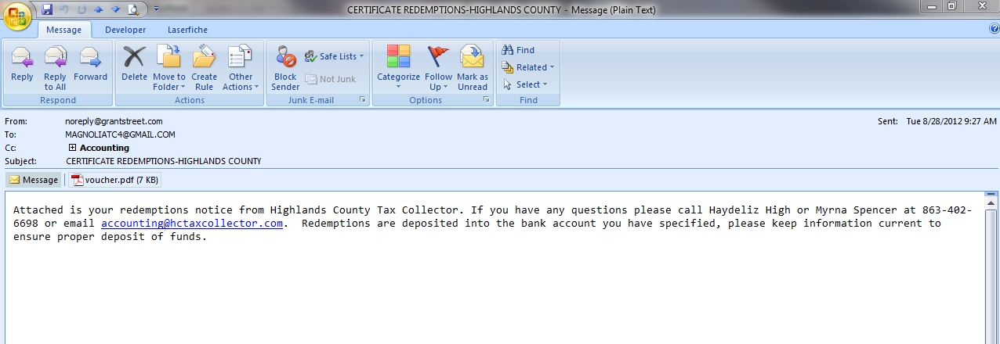 CERTIFICATE REDEMPTIONS-HIGHLANDS COUNTY - Message (Plain Text)
Message Developer Laserfiche
Reply Reply to All Forward
Respond
Delete Move to Folder Create Rule Other Actions
Actions
Block Sender Safe Lists Not Junk
Junk E-mail
Categorize Follow Up Mark as Unread
Options
Find Related Select
Find
From: noreply@grantstreet.com Sent: Tue 8/28/2012 9:27 AM
To: MAGNOLIATC4@GMAIL.COM
Cc: Accounting
Subject: CERTIFICATE REDEMPTIONS-HIGHLANDS COUNTY
Message voucher.pdf (7 KB)
Attached is your redemptions notice from Highlands County Tax Collector. If you have any questions please call Haydeliz High or Myrna Spencer at 863-402-
6698 or email accounting@hctaxcollector.com.  Redemptions are deposited into the bank account you have specified, please keep information current to
ensure proper deposit of funds.